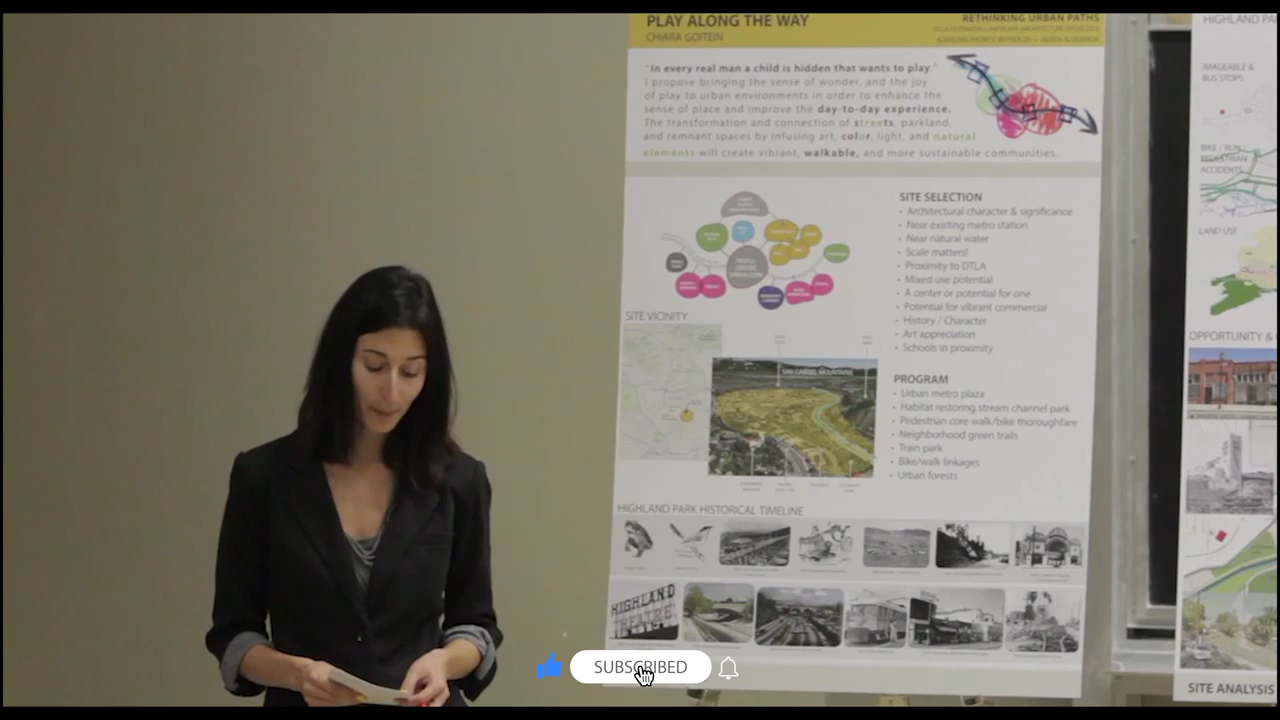 PLAY ALONG THE WAY
CHIARA GOITEIN
RETHINKING URBAN PATHS
"In every real man a child is hidden that wants to play."
I propose bringing the sense of wonder, and the joy
of play to urban environments in order to enhance the
sense of place and improve the day-to-day experience.
The transformation and connection of streets, parkland,
and remnant spaces by infusing art, color, light, and natural
elements will create vibrant, walkable, and more sustainable communities.
SITE SELECTION
• Architectural character & significance
• Near existing metro station
• Near natural water
• Scale matters!
• Proximity to DTLA
• Mixed use potential
• A center or potential for one
• Potential for vibrant commercial
• History / Character
• Art appreciation
• Schools in proximity
SITE VICINITY
SAN GABRIEL MOUNTAINS
PROGRAM
• Urban metro plaza
• Habitat restoring stream channel park
• Pedestrian core walk/bike thoroughfare
• Neighborhood green trails
• Train park
• Bike/walk linkages
• Urban forests
HIGHLAND PARK HISTORICAL TIMELINE
HIGHLAND
THEATRE
HIGHLAND PA
IMAGEABLE &
BUS STOPS
BIKE / RUN
PEDESTRIAN
ACCIDENTS
LAND USE
OPPORTUNITY &
SITE ANALYSIS
SUBSCRIBED